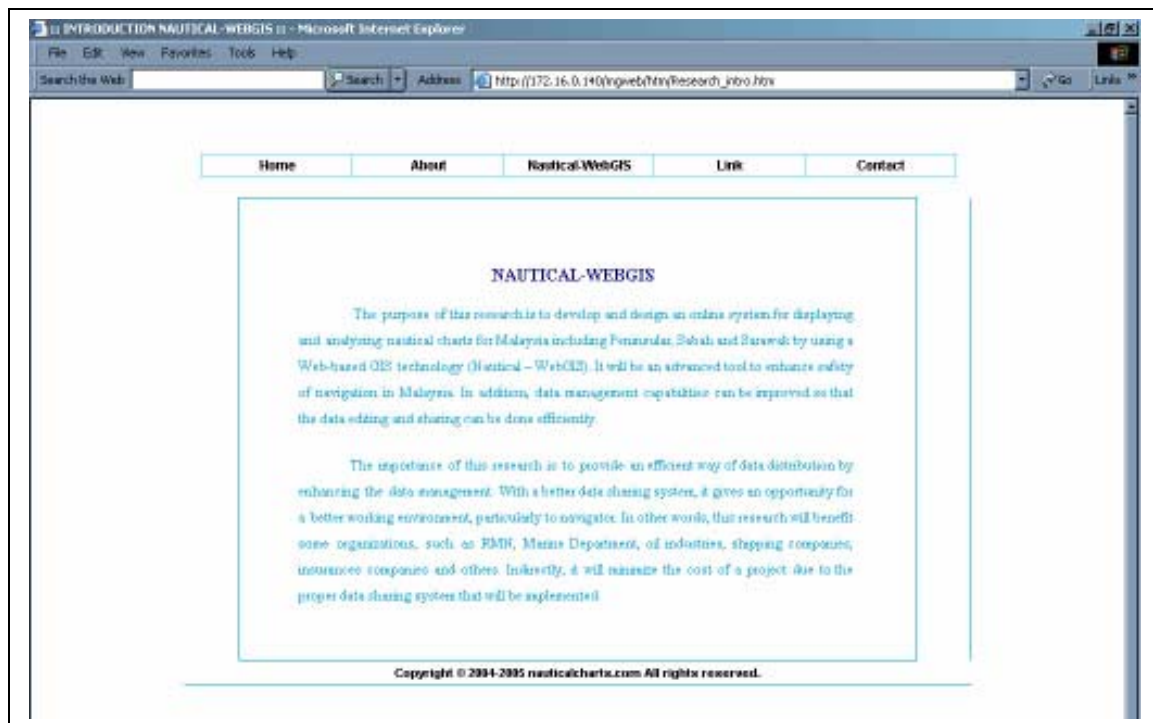 :: INTRODUCTION NAUTICAL-WEBGIS :: - Microsoft Internet Explorer
File Edit View Favorites Tools Help
Search the Web Search Address http://172.16.0.140/ngweb/htm/Research_intro.htm Go Links »
Home About Nautical-WebGIS Link Contact
NAUTICAL-WEBGIS
The purpose of this research is to develop and design an online system for displaying
and analyzing nautical charts for Malaysia including Peninsular, Sabah and Sarawak by using a
Web-based GIS technology (Nautical – WebGIS). It will be an advanced tool to enhance safety
of navigation in Malaysia. In addition, data management capabilities can be improved so that
the data editing and sharing can be done efficiently.
The importance of this research is to provide an efficient way of data distribution by
enhancing the data management. With a better data sharing system, it gives an opportunity for
a better working environment, particularly to navigator. In other words, this research will benefit
some organizations, such as RMN, Marine Department, oil industries, shipping companies,
insurances companies and others. Indirectly, it will minimize the cost of a project due to the
proper data sharing system that will be implemented.
Copyright © 2004-2005 nauticalcharts.com All rights reserved.